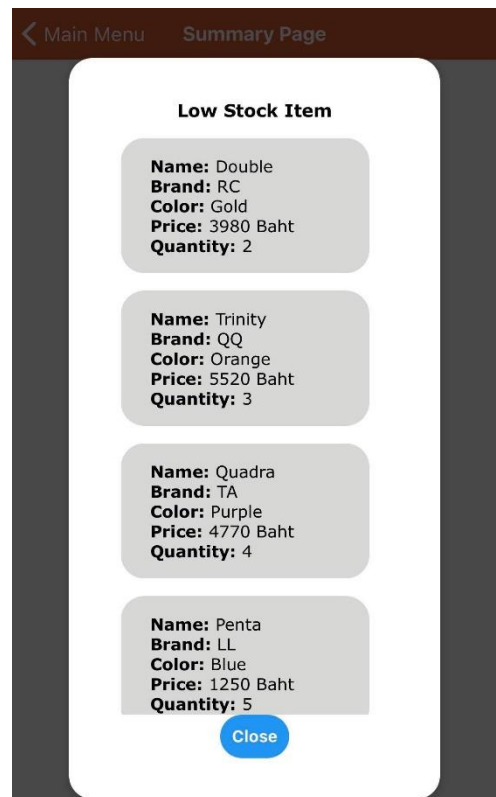 Main Menu Summary Page
Low Stock Item
Name: Double
Brand: RC
Color: Gold
Price: 3980 Baht
Quantity: 2
Name: Trinity
Brand: QQ
Color: Orange
Price: 5520 Baht
Quantity: 3
Name: Quadra
Brand: TA
Color: Purple
Price: 4770 Baht
Quantity: 4
Name: Penta
Brand: LL
Color: Blue
Price: 1250 Baht
Quantity: 5
Close